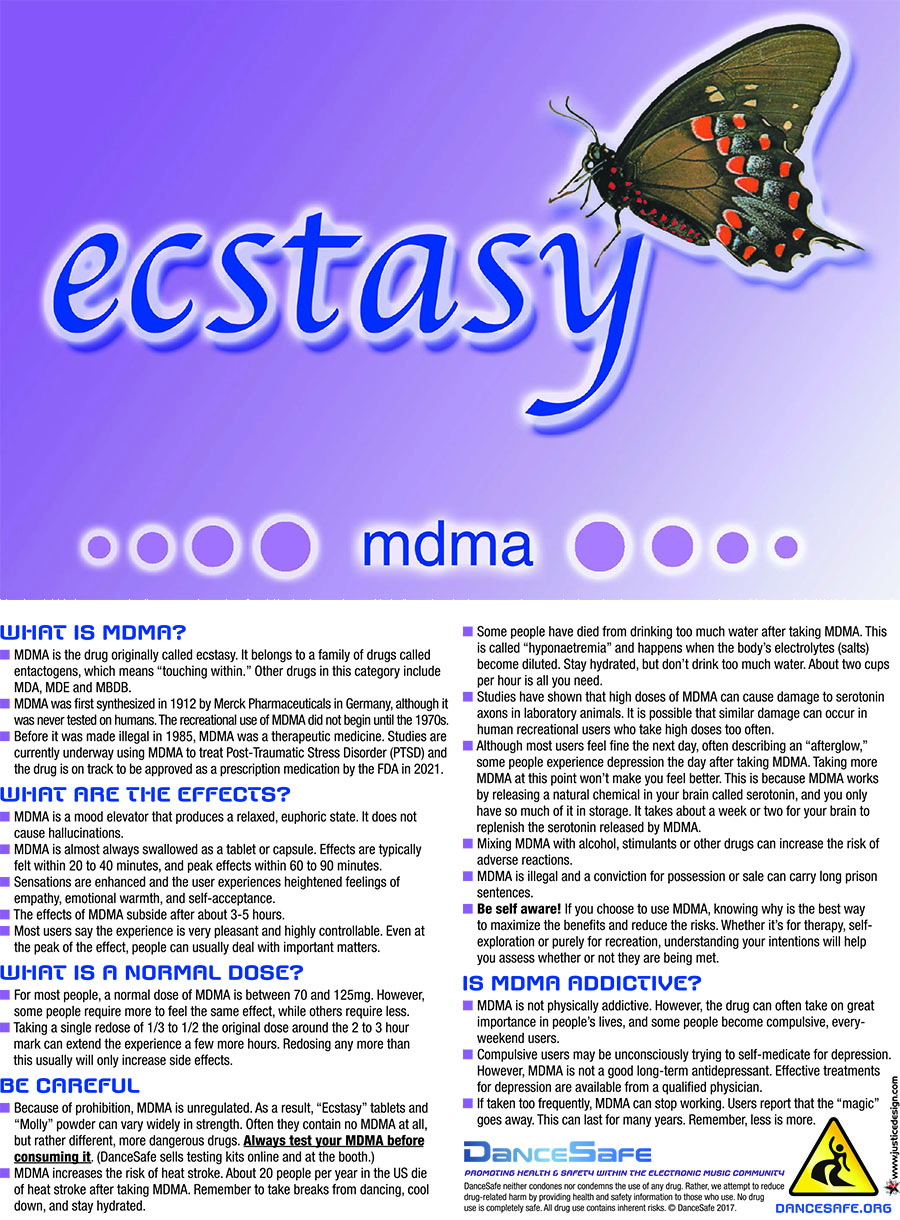 ecstasy
mdma
WHAT IS MDMA?
MDMA is the drug originally called ecstasy. It belongs to a family of drugs called
entactogens, which means “touching within.” Other drugs in this category include
MDA, MDE and MBDB.
MDMA was first synthesized in 1912 by Merck Pharmaceuticals in Germany, although it
was never tested on humans. The recreational use of MDMA did not begin until the 1970s.
Before it was made illegal in 1985, MDMA was a therapeutic medicine. Studies are
currently underway using MDMA to treat Post-Traumatic Stress Disorder (PTSD) and
the drug is on track to be approved as a prescription medication by the FDA in 2021.
WHAT ARE THE EFFECTS?
MDMA is a mood elevator that produces a relaxed, euphoric state. It does not
cause hallucinations.
MDMA is almost always swallowed as a tablet or capsule. Effects are typically
felt within 20 to 40 minutes, and peak effects within 60 to 90 minutes.
Sensations are enhanced and the user experiences heightened feelings of
empathy, emotional warmth, and self-acceptance.
The effects of MDMA subside after about 3-5 hours.
Most users say the experience is very pleasant and highly controllable. Even at
the peak of the effect, people can usually deal with important matters.
WHAT IS A NORMAL DOSE?
For most people, a normal dose of MDMA is between 70 and 125mg. However,
some people require more to feel the same effect, while others require less.
Taking a single redose of 1/3 to 1/2 the original dose around the 2 to 3 hour
mark can extend the experience a few more hours. Redosing any more than
this usually will only increase side effects.
BE CAREFUL
Because of prohibition, MDMA is unregulated. As a result, “Ecstasy” tablets and
“Molly” powder can vary widely in strength. Often they contain no MDMA at all,
but rather different, more dangerous drugs. Always test your MDMA before
consuming it. (DanceSafe sells testing kits online and at the booth.)
MDMA increases the risk of heat stroke. About 20 people per year in the US die
of heat stroke after taking MDMA. Remember to take breaks from dancing, cool
down, and stay hydrated.
Some people have died from drinking too much water after taking MDMA. This
is called “hyponaetremia” and happens when the body’s electrolytes (salts)
become diluted. Stay hydrated, but don’t drink too much water. About two cups
per hour is all you need.
Studies have shown that high doses of MDMA can cause damage to serotonin
axons in laboratory animals. It is possible that similar damage can occur in
human recreational users who take high doses too often.
Although most users feel fine the next day, often describing an “afterglow,”
some people experience depression the day after taking MDMA. Taking more
MDMA at this point won’t make you feel better. This is because MDMA works
by releasing a natural chemical in your brain called serotonin, and you only
have so much of it in storage. It takes about a week or two for your brain to
replenish the serotonin released by MDMA.
Mixing MDMA with alcohol, stimulants or other drugs can increase the risk of
adverse reactions.
MDMA is illegal and a conviction for possession or sale can carry long prison
sentences.
Be self aware! If you choose to use MDMA, knowing why is the best way
to maximize the benefits and reduce the risks. Whether it’s for therapy, self-
exploration or purely for recreation, understanding your intentions will help
you assess whether or not they are being met.
IS MDMA ADDICTIVE?
MDMA is not physically addictive. However, the drug can often take on great
importance in people’s lives, and some people become compulsive, every-
weekend users.
Compulsive users may be unconsciously trying to self-medicate for depression.
However, MDMA is not a good long-term antidepressant. Effective treatments
for depression are available from a qualified physician.
If taken too frequently, MDMA can stop working. Users report that the “magic”
goes away. This can last for many years. Remember, less is more.
DanceSafe
PROMOTING HEALTH & SAFETY WITHIN THE ELECTRONIC MUSIC COMMUNITY
DanceSafe neither condones nor condemns the use of any drug. Rather, we attempt to reduce
drug-related harm by providing health and safety information to those who use. No drug
use is completely safe. All drug use contains inherent risks. © DanceSafe 2017.
DANCESAFE.ORG
www.justicedesign.com